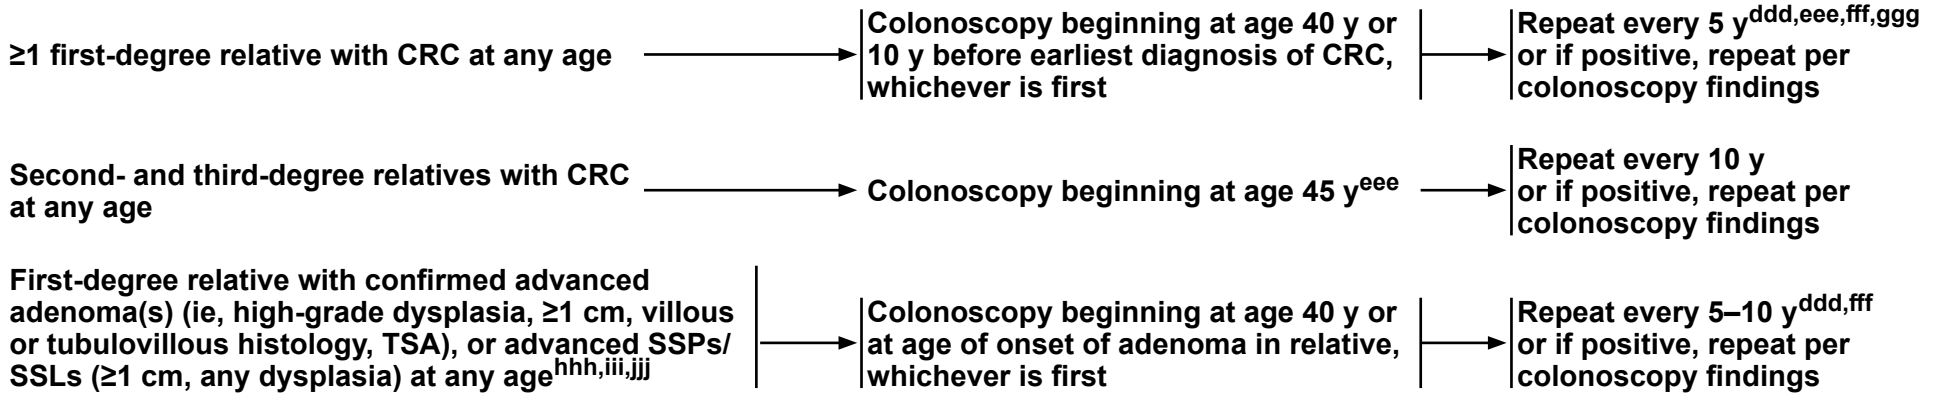 ≥1 first-degree relative with CRC at any age
Colonoscopy beginning at age 40 y or
10 y before earliest diagnosis of CRC,
whichever is first
Repeat every 5 yddd,eee,fff,ggg
or if positive, repeat per
colonoscopy findings
Second- and third-degree relatives with CRC
at any age
Colonoscopy beginning at age 45 yeee
Repeat every 10 y
or if positive, repeat per
colonoscopy findings
First-degree relative with confirmed advanced
adenoma(s) (ie, high-grade dysplasia, ≥1 cm, villous
or tubulovillous histology, TSA), or advanced SSPs/
SSLs (≥1 cm, any dysplasia) at any agehhh,iii,jjj
Colonoscopy beginning at age 40 y or
at age of onset of adenoma in relative,
whichever is first
Repeat every 5–10 yddd,fff
or if positive, repeat per
colonoscopy findings